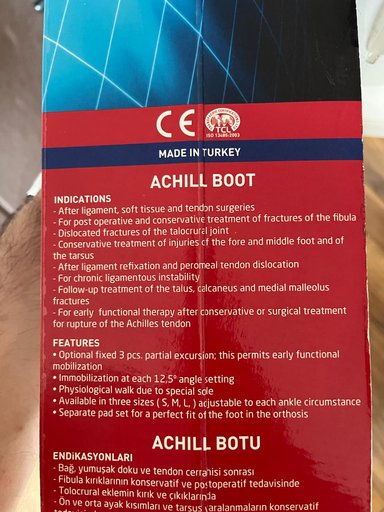 CE
TCL
ISO 13485:2003
MADE IN TURKEY
ACHILL BOOT
INDICATIONS
- After ligament, soft tissue and tendon surgeries
- For post operative and conservative treatment of fractures of the fibula
- Dislocated fractures of the talocrural joint
- Conservative treatment of injuries of the fore and middle foot and of
the tarsus
- After ligament refixation and peromeal tendon dislocation
- For chronic ligamentous instability
- Follow-up treatment of the talus, calcaneus and medial malleolus
fractures
- For early functional therapy after conservative or surgical treatment
for rupture of the Achilles tendon
FEATURES
• Optional fixed 3 pcs. partial excursion; this permits early functional
mobilization
• Immobilization at each 12,5° angle setting
• Physiological walk due to special sole
• Available in three sizes ( S, M, L, ) adjustable to each ankle circumstance
• Separate pad set for a perfect fit of the foot in the orthosis
ACHILL BOTU
ENDiKASYONLARI
- Bağ, yumuşak doku ve tendon cerrahisi sonrası
- Fibula kırıklarının konservatif ve postoperatif tedavisinde
- Tolocrural eklemin kırık ve çıkıklarında
- Ön ve orta ayak kısımları ve tarsus yaralanmaların konservatif